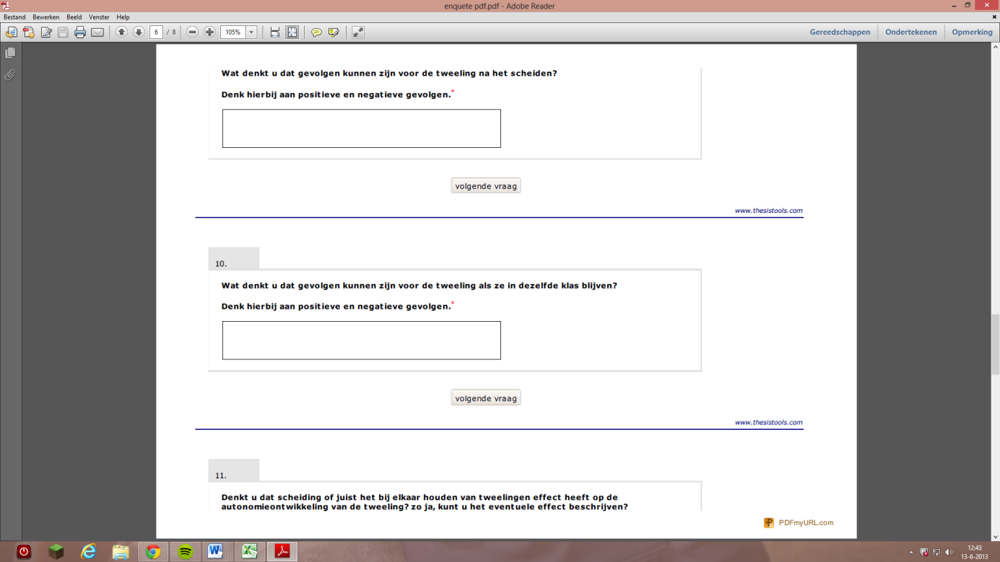 enquete pdf.pdf - Adobe Reader
Bestand Bewerken Beeld Venster Help
6 / 8 105% Gereedschappen Ondertekenen Opmerking
Wat denkt u dat gevolgen kunnen zijn voor de tweeling na het scheiden?
Denk hierbij aan positieve en negatieve gevolgen.*
volgende vraag
www.thesistools.com
10.
Wat denkt u dat gevolgen kunnen zijn voor de tweeling als ze in dezelfde klas blijven?
Denk hierbij aan positieve en negatieve gevolgen.*
volgende vraag
www.thesistools.com
11.
Denkt u dat scheiding of juist het bij elkaar houden van tweelingen effect heeft op de
autonomieontwikkeling van de tweeling? zo ja, kunt u het eventuele effect beschrijven?
PDFmyURL.com
12:43
13-6-2013